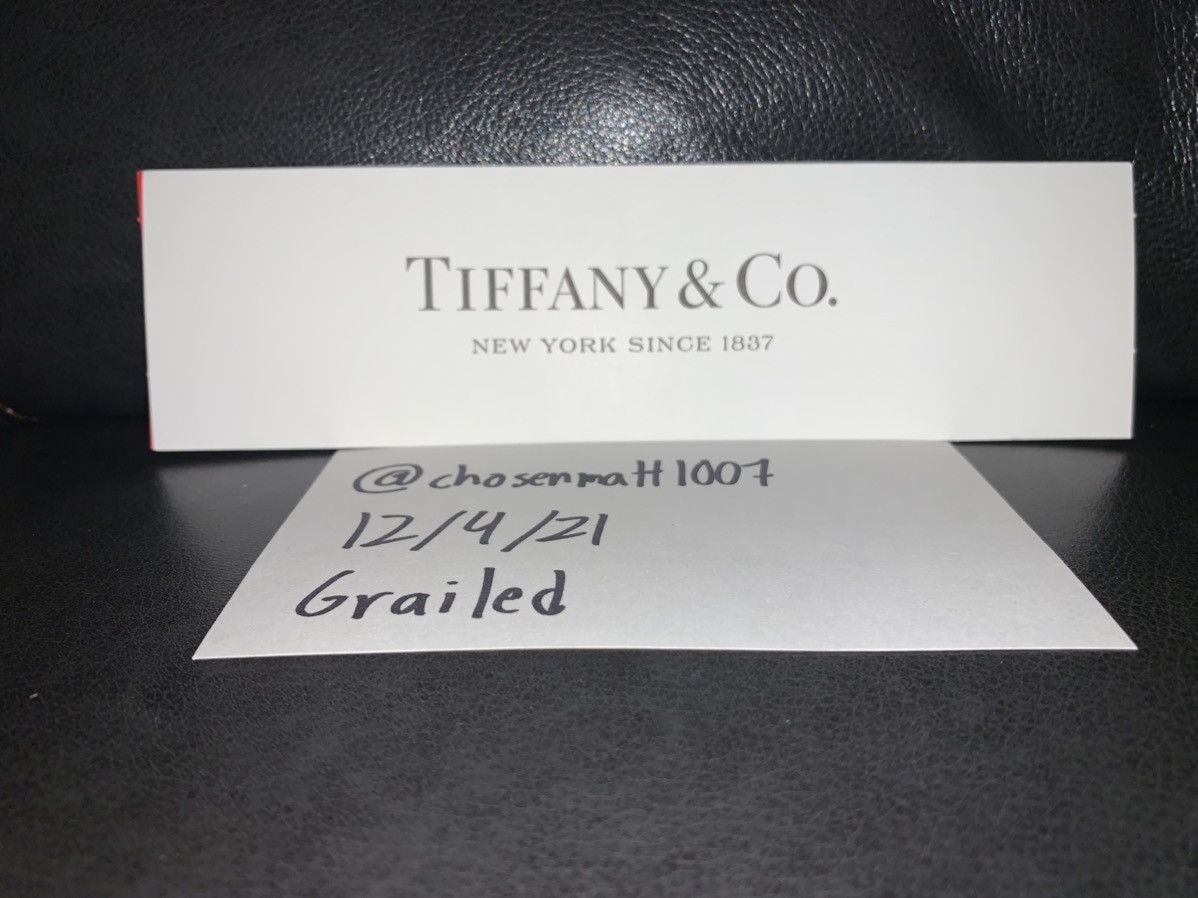 TIFFANY & CO.
NEW YORK SINCE 1837
@chosenmatt1007
12/4/21
Grailed